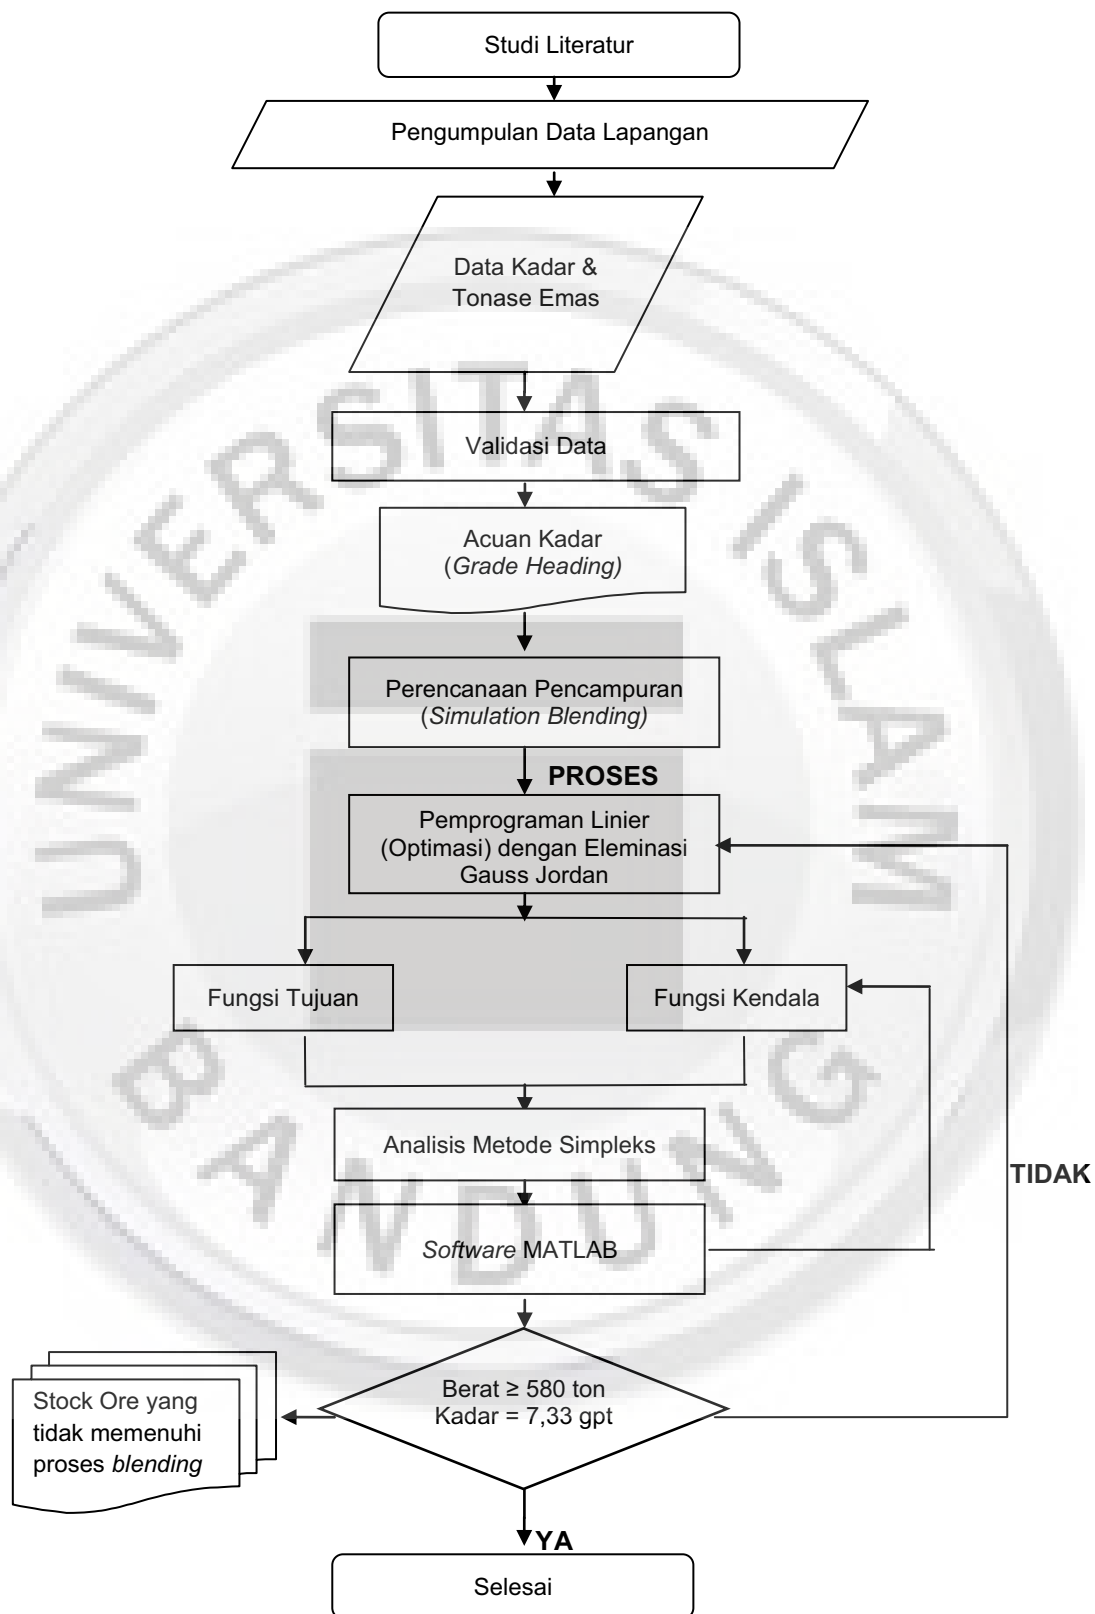 Studi Literatur
Pengumpulan Data Lapangan
Data Kadar &
Tonase Emas
Validasi Data
Acuan Kadar
(Grade Heading)
Perencanaan Pencampuran
(Simulation Blending)
PROSES
Pemprograman Linier
(Optimasi) dengan Eleminasi
Gauss Jordan
Fungsi Tujuan
Fungsi Kendala
Analisis Metode Simpleks
TIDAK
Software MATLAB
Berat ≥ 580 ton
Kadar = 7,33 gpt
Stock Ore yang
tidak memenuhi
proses blending
YA
Selesai
UNIVERSITAS ISLAM
BANDUNG